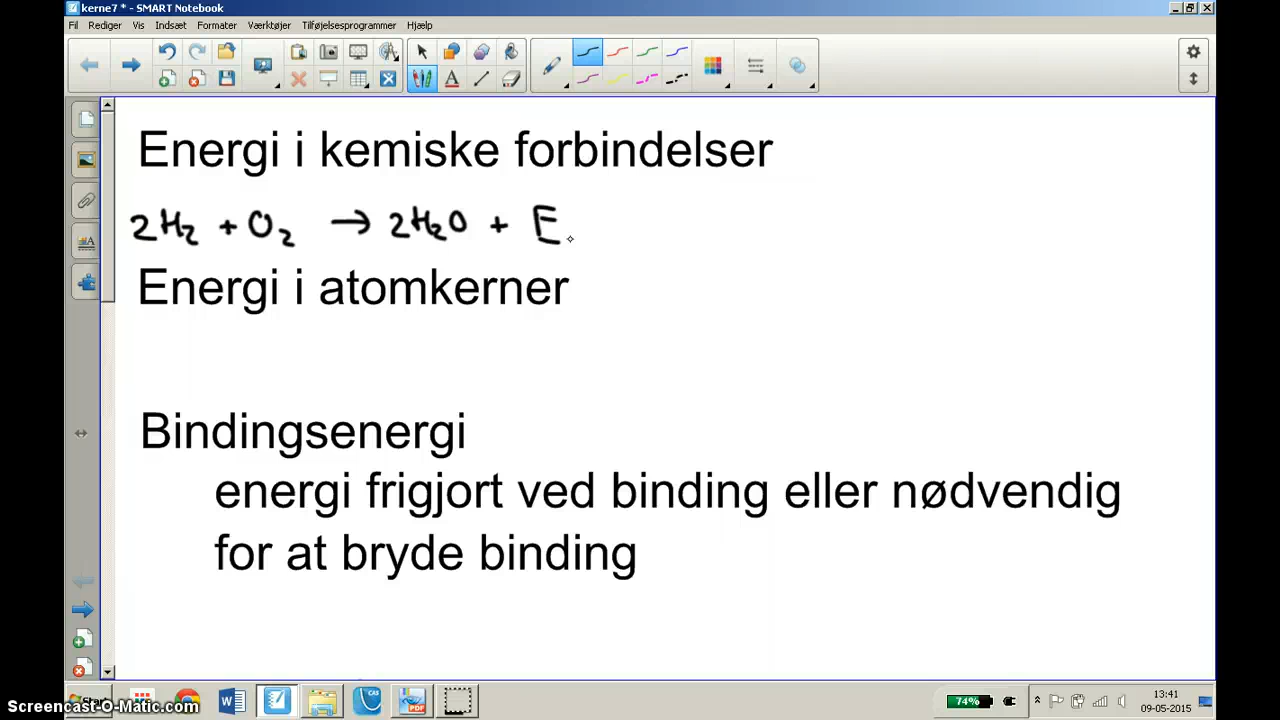 kerne7 * - SMART Notebook
Fil Rediger Vis Indsæt Formater Værktøjer Tilføjelsesprogrammer Hjælp
Energi i kemiske forbindelser
2H₂ + O₂ → 2H₂O + E
Energi i atomkerner
Bindingsenergi
energi frigjort ved binding eller nødvendig
for at bryde binding
74%
13:41
09-05-2015
Screencast-O-Matic.com